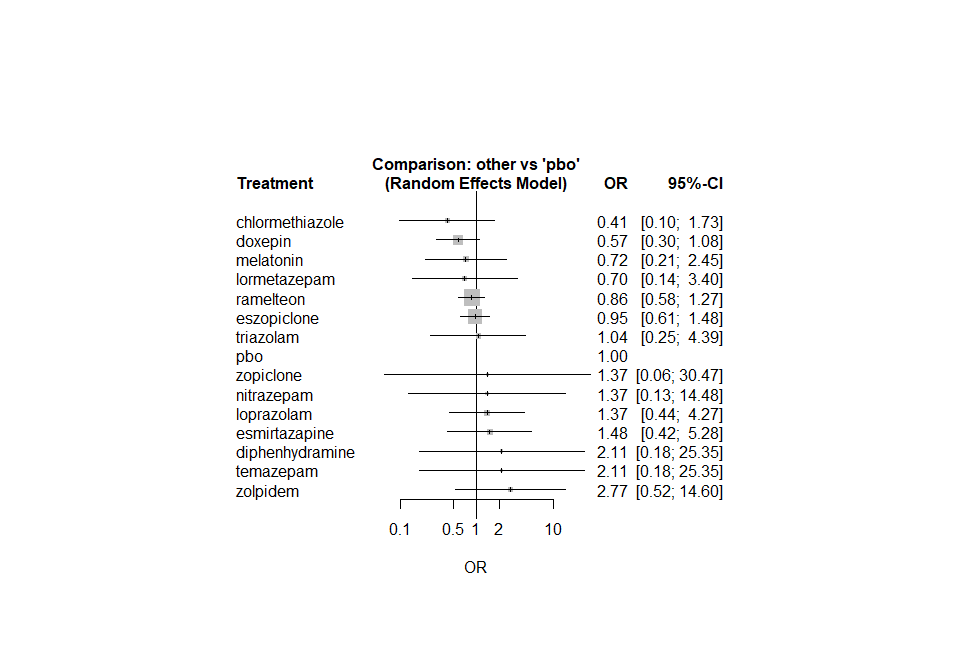 Comparison: other vs 'pbo'
Treatment (Random Effects Model) OR 95%-CI
chlormethiazole 0.41 [0.10; 1.73]
doxepin 0.57 [0.30; 1.08]
melatonin 0.72 [0.21; 2.45]
lormetazepam 0.70 [0.14; 3.40]
ramelteon 0.86 [0.58; 1.27]
eszopiclone 0.95 [0.61; 1.48]
triazolam 1.04 [0.25; 4.39]
pbo 1.00
zopiclone 1.37 [0.06; 30.47]
nitrazepam 1.37 [0.13; 14.48]
loprazolam 1.37 [0.44; 4.27]
esmirtazapine 1.48 [0.42; 5.28]
diphenhydramine 2.11 [0.18; 25.35]
temazepam 2.11 [0.18; 25.35]
zolpidem 2.77 [0.52; 14.60]
0.1 0.5 1 2 10
OR